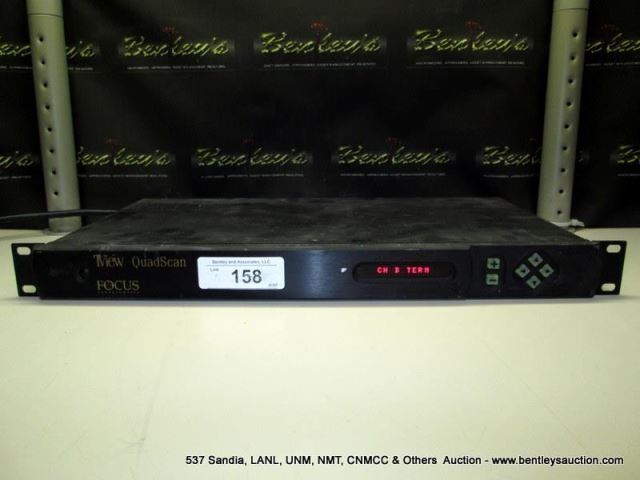 Bentley's
Bentley's
Bentley's
Bentley's
Bentley's
Bentley's
Bentley's
TView QuadScan
FOCUS
ENHANCEMENTS
Bentley and Associates, LLC
Lot#
158
CH D TERM
537 Sandia, LANL, UNM, NMT, CNMCC & Others Auction - www.bentleysauction.com